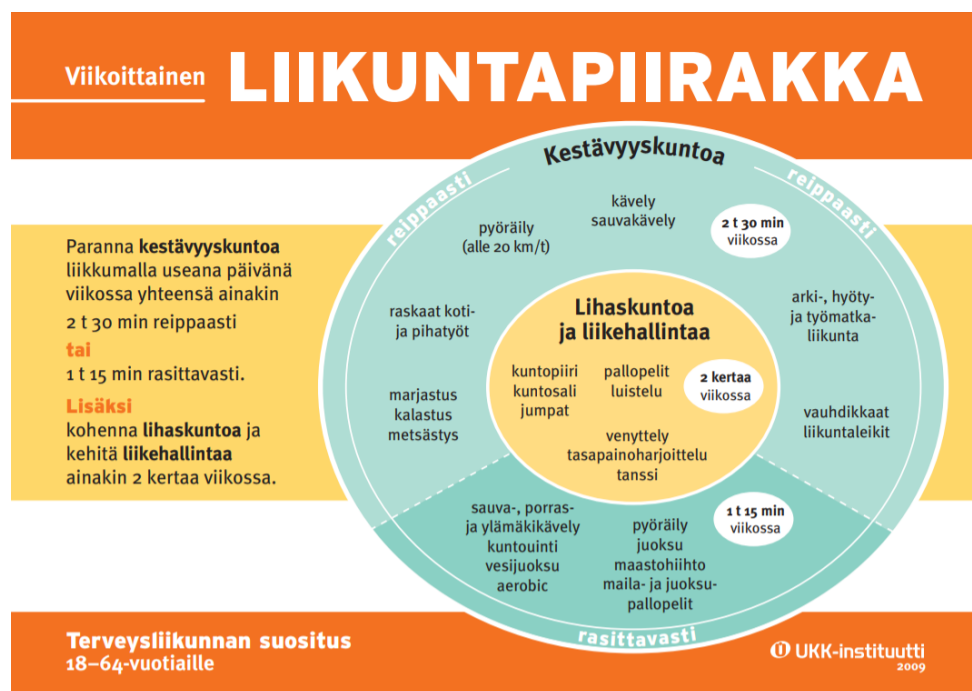 Viikoittainen LIIKUNTAPIIRAKKA
Paranna kestävyyskuntoa
liikkumalla useana päivänä
viikossa yhteensä ainakin
2 t 30 min reippaasti
tai
1 t 15 min rasittavasti.
Lisäksi
kohenna lihaskuntoa ja
kehitä liikehallintaa
ainakin 2 kertaa viikossa.
Kestävyyskuntoa
reippaasti
reippaasti
kävely
sauvakävely
2 t 30 min
viikossa
pyöräily
(alle 20 km/t)
raskaat koti-
ja pihatyöt
marjastus
kalastus
metsästys
arki-, hyöty-
ja työmatka-
liikunta
vauhdikkaat
liikuntaleikit
Lihaskuntoa
ja liikehallintaa
kuntopiiri
kuntosali
jumpat
pallopelit
luistelu
2 kertaa
viikossa
venyttely
tasapainoharjoittelu
tanssi
sauva-, porras-
ja ylämäkikävely
kuntouinti
vesijuoksu
aerobic
pyöräily
juoksu
maastohiihto
maila- ja juoksu-
pallopelit
1 t 15 min
viikossa
rasittavasti
Terveysliikunnan suositus
18–64-vuotiaille
UKK-instituutti
2009